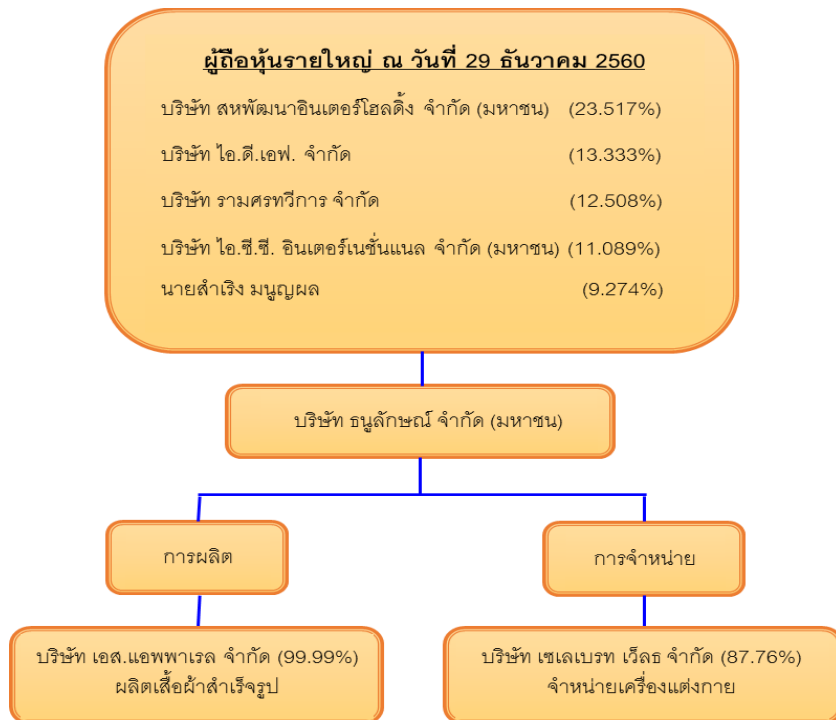 ผู้ถือหุ้นรายใหญ่ ณ วันที่ 29 ธันวาคม 2560
บริษัท สหพัฒนาอินเตอร์โฮลดิ้ง จำกัด (มหาชน) (23.517%)
บริษัท ไอ.ดี.เอฟ. จำกัด (13.333%)
บริษัท รามศรทวีการ จำกัด (12.508%)
บริษัท ไอ.ซี.ซี. อินเตอร์เนชั่นแนล จำกัด (มหาชน) (11.089%)
นายสำเริง มนูญผล (9.274%)
บริษัท ธนูลักษณ์ จำกัด (มหาชน)
การผลิต
การจำหน่าย
บริษัท เอส.แอพพาเรล จำกัด (99.99%)
ผลิตเสื้อผ้าสำเร็จรูป
บริษัท เซเลเบรท เว็ลธ จำกัด (87.76%)
จำหน่ายเครื่องแต่งกาย